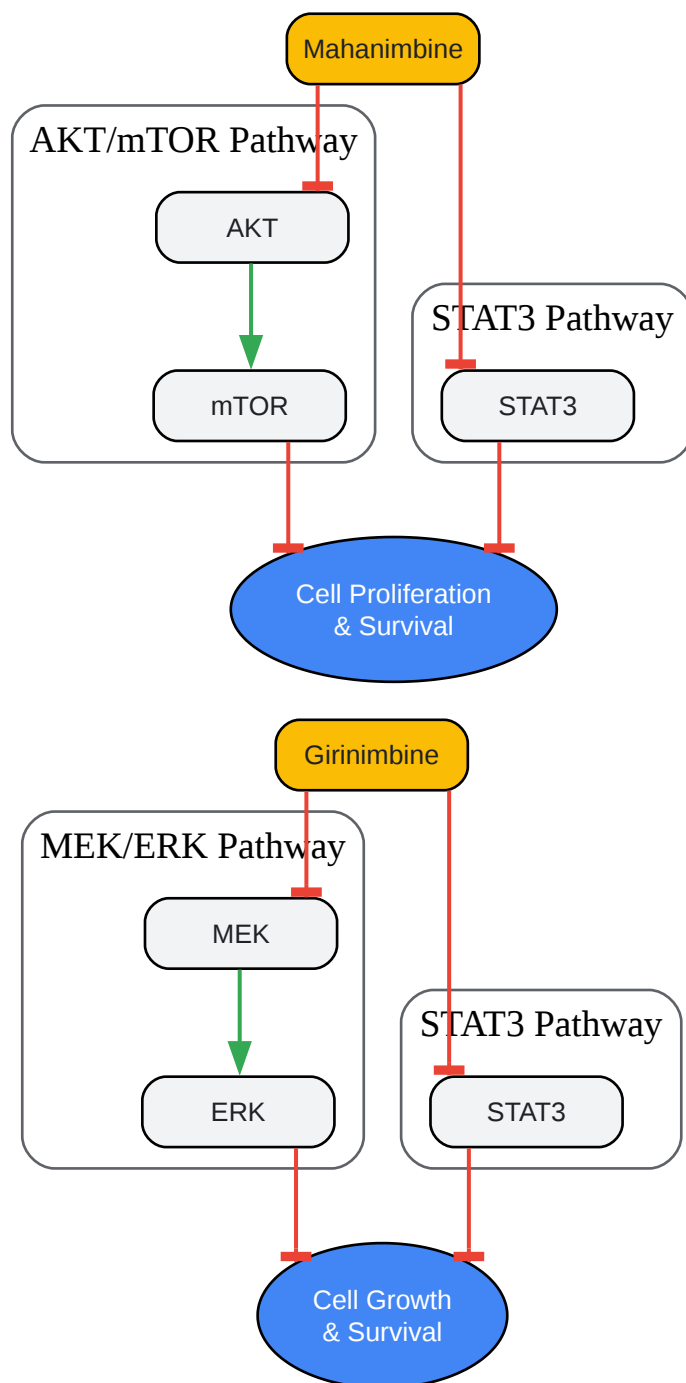 Mahanimbine
AKT/mTOR Pathway
AKT
STAT3 Pathway
mTOR
STAT3
Cell Proliferation
& Survival
Girinimbine
MEK/ERK Pathway
MEK
STAT3 Pathway
ERK
STAT3
Cell Growth
& Survival